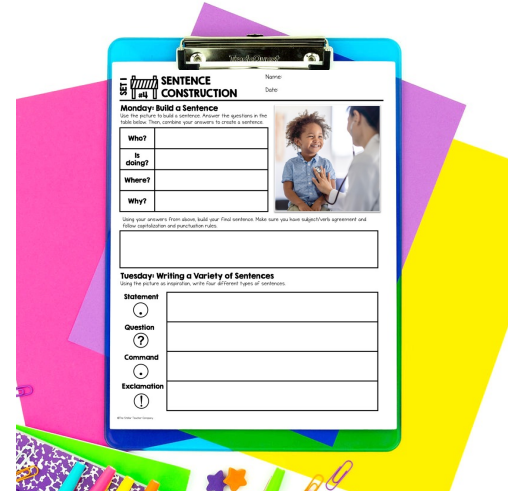 SET 1
#4
SENTENCE
CONSTRUCTION
Name:
Date:
Monday: Build a Sentence
Use the picture to build a sentence. Answer the questions in the
table below. Then, combine your answers to create a sentence.
Who?
Is
doing?
Where?
Why?
Using your answers from above, build your final sentence. Make sure you have subject/verb agreement and
follow capitalization and punctuation rules.
Tuesday: Writing a Variety of Sentences
Using the picture as inspiration, write four different types of sentences.
Statement
.
Question
?
Command
.
Exclamation
!